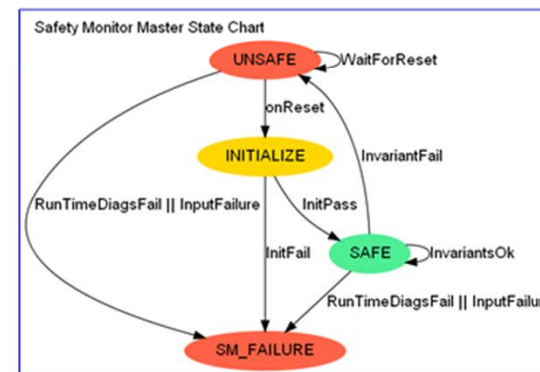 Safety Monitor Master State Chart
UNSAFE
WaitForReset
onReset
INITIALIZE
InvariantFail
RunTimeDiagsFail || InputFailure
InitPass
InitFail
SAFE
InvariantsOk
RunTimeDiagsFail || InputFailur
SM_FAILURE